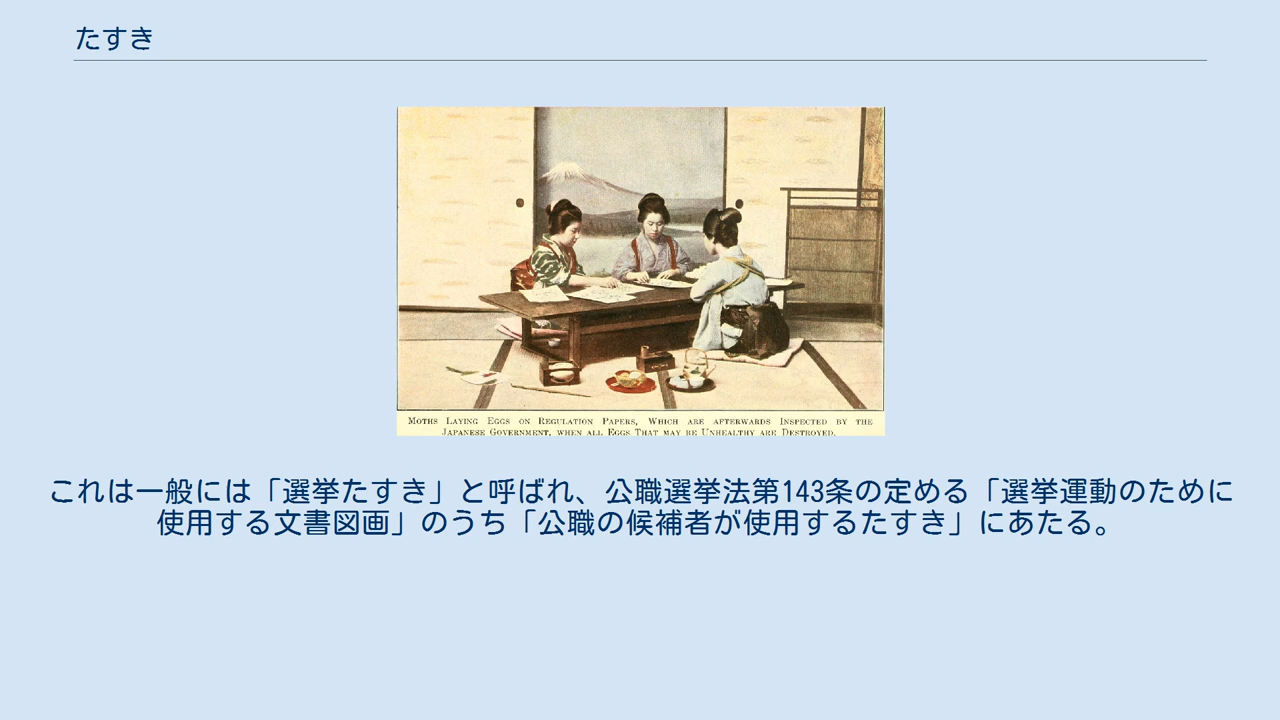 たすき
MOTHS LAYING EGGS ON REGULATION PAPERS, WHICH ARE AFTERWARDS INSPECTED BY THE
JAPANESE GOVERNMENT, WHEN ALL EGGS THAT MAY BE UNHEALTHY ARE DESTROYED.
これは一般には「選挙たすき」と呼ばれ、公職選挙法第143条の定める「選挙運動のために
使用する文書図画」のうち「公職の候補者が使用するたすき」にあたる。